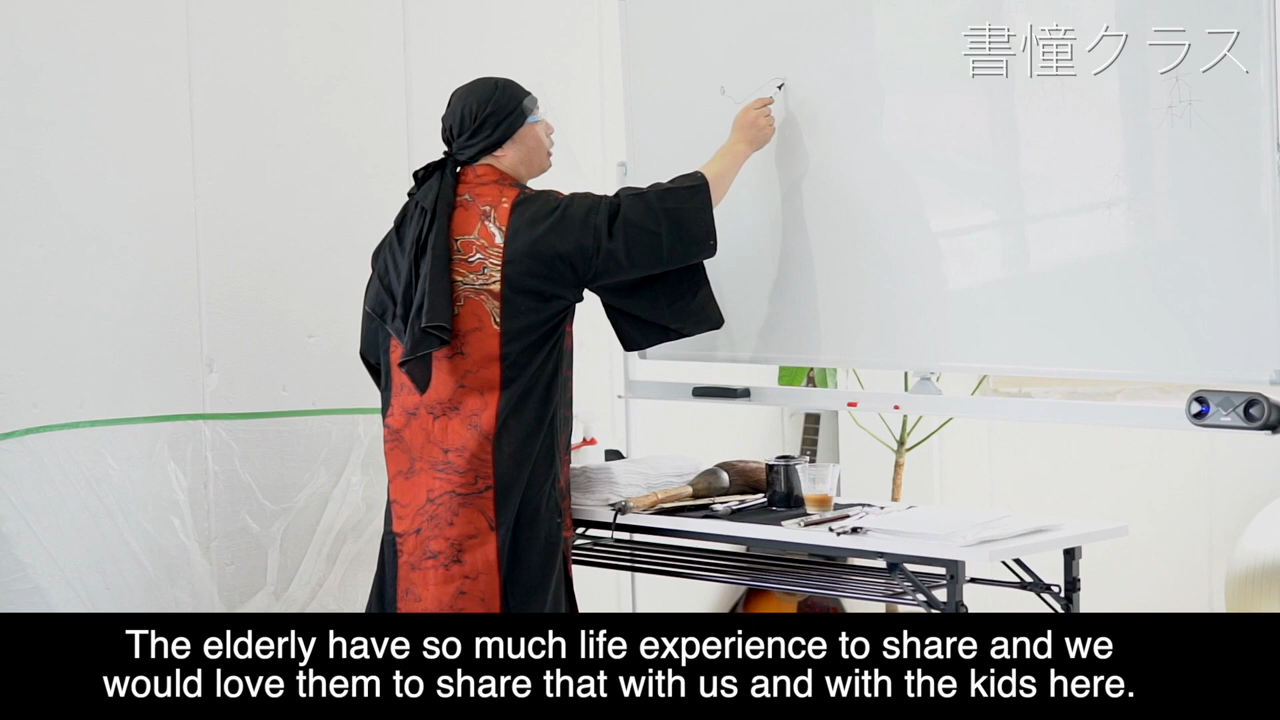 書憧クラス
The elderly have so much life experience to share and we
would love them to share that with us and with the kids here.